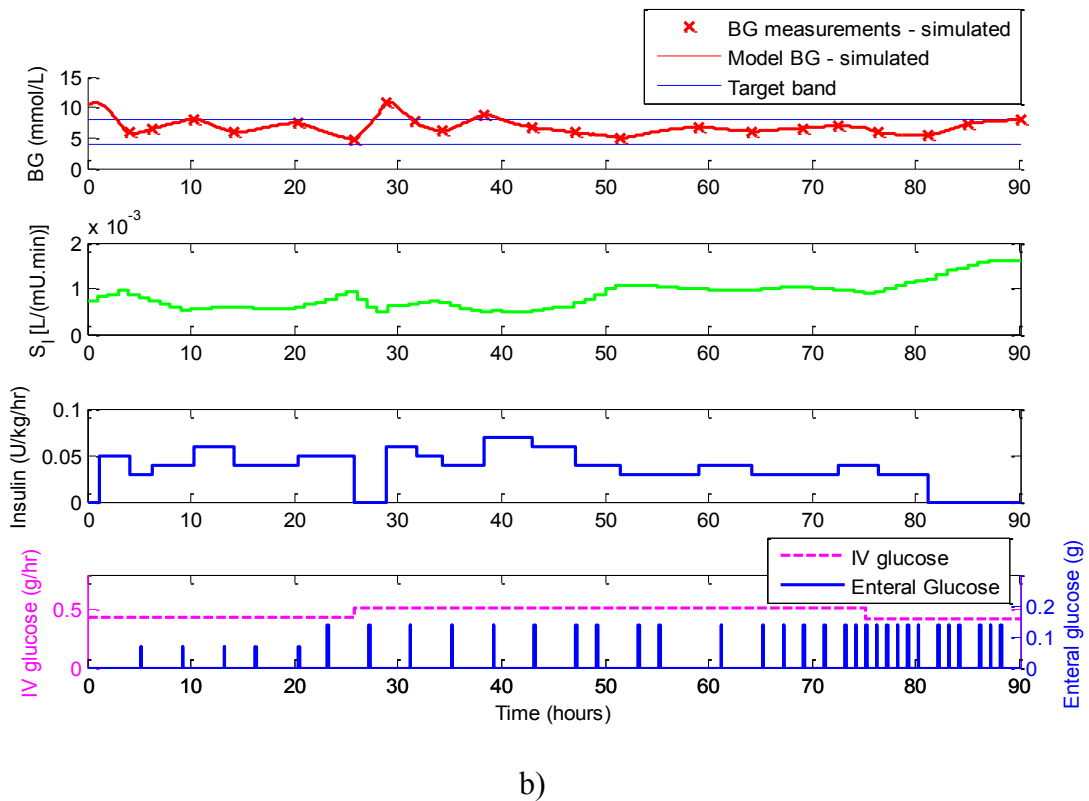 BG measurements - simulated
Model BG - simulated
Target band
15
10
5
0
BG (mmol/L)
0 10 20 30 40 50 60 70 80 90
x 10⁻³
2
1
0
S_I [L/(mU.min)]
0 10 20 30 40 50 60 70 80 90
0.1
0.05
0
Insulin (U/kg/hr)
0 10 20 30 40 50 60 70 80 90
IV glucose
Enteral Glucose
0.5
0
IV glucose (g/hr)
0.2
0.1
0
Enteral glucose (g)
0 10 20 30 40 50 60 70 80 90
Time (hours)
b)